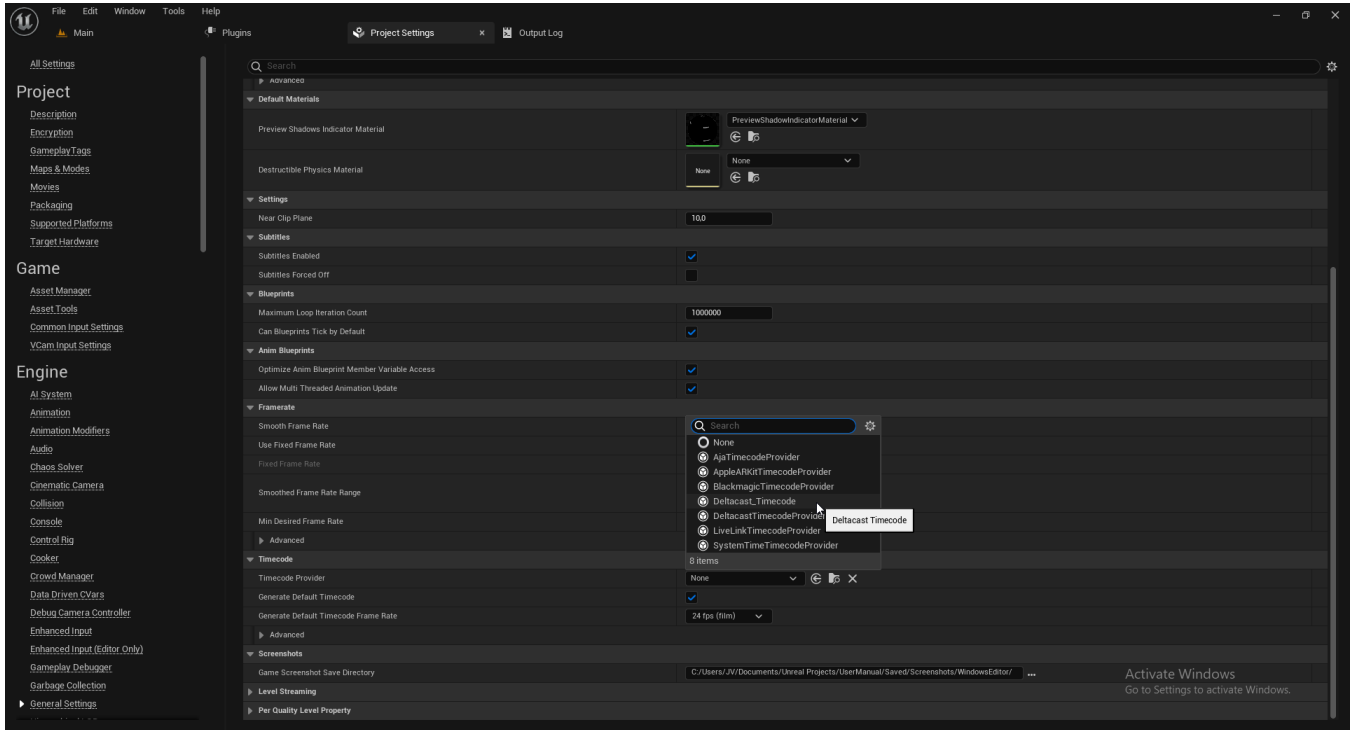 File Edit Window Tools Help
Main
Plugins
Project Settings
Output Log
All Settings
Project
Description
Encryption
GameplayTags
Maps & Modes
Movies
Packaging
Supported Platforms
Target Hardware
Game
Asset Manager
Asset Tools
Common Input Settings
VCam Input Settings
Engine
AI System
Animation
Animation Modifiers
Audio
Chaos Solver
Cinematic Camera
Collision
Console
Control Rig
Cooker
Crowd Manager
Data Driven CVars
Debug Camera Controller
Enhanced Input
Enhanced Input (Editor Only)
Gameplay Debugger
Garbage Collection
General Settings
Search
Advanced
Default Materials
Preview Shadows Indicator Material
PreviewShadowIndicatorMaterial
Destructible Physics Material
None
None
Settings
Near Clip Plane
10,0
Subtitles
Subtitles Enabled
Subtitles Forced Off
Blueprints
Maximum Loop Iteration Count
1000000
Can Blueprints Tick by Default
Anim Blueprints
Optimize Anim Blueprint Member Variable Access
Allow Multi Threaded Animation Update
Framerate
Smooth Frame Rate
Use Fixed Frame Rate
Fixed Frame Rate
Smoothed Frame Rate Range
Min Desired Frame Rate
Advanced
Search
None
AjaTimecodeProvider
AppleARKitTimecodeProvider
BlackmagicTimecodeProvider
Deltacast_Timecode
DeltacastTimecodeProvider
LiveLinkTimecodeProvider
SystemTimeTimecodeProvider
8 items
Deltacast Timecode
Timecode
Timecode Provider
None
Generate Default Timecode
Generate Default Timecode Frame Rate
24 fps (film)
Advanced
Screenshots
Game Screenshot Save Directory
C:/Users/JV/Documents/Unreal Projects/UserManual/Saved/Screenshots/WindowsEditor/
...
Level Streaming
Per Quality Level Property
Activate Windows
Go to Settings to activate Windows.